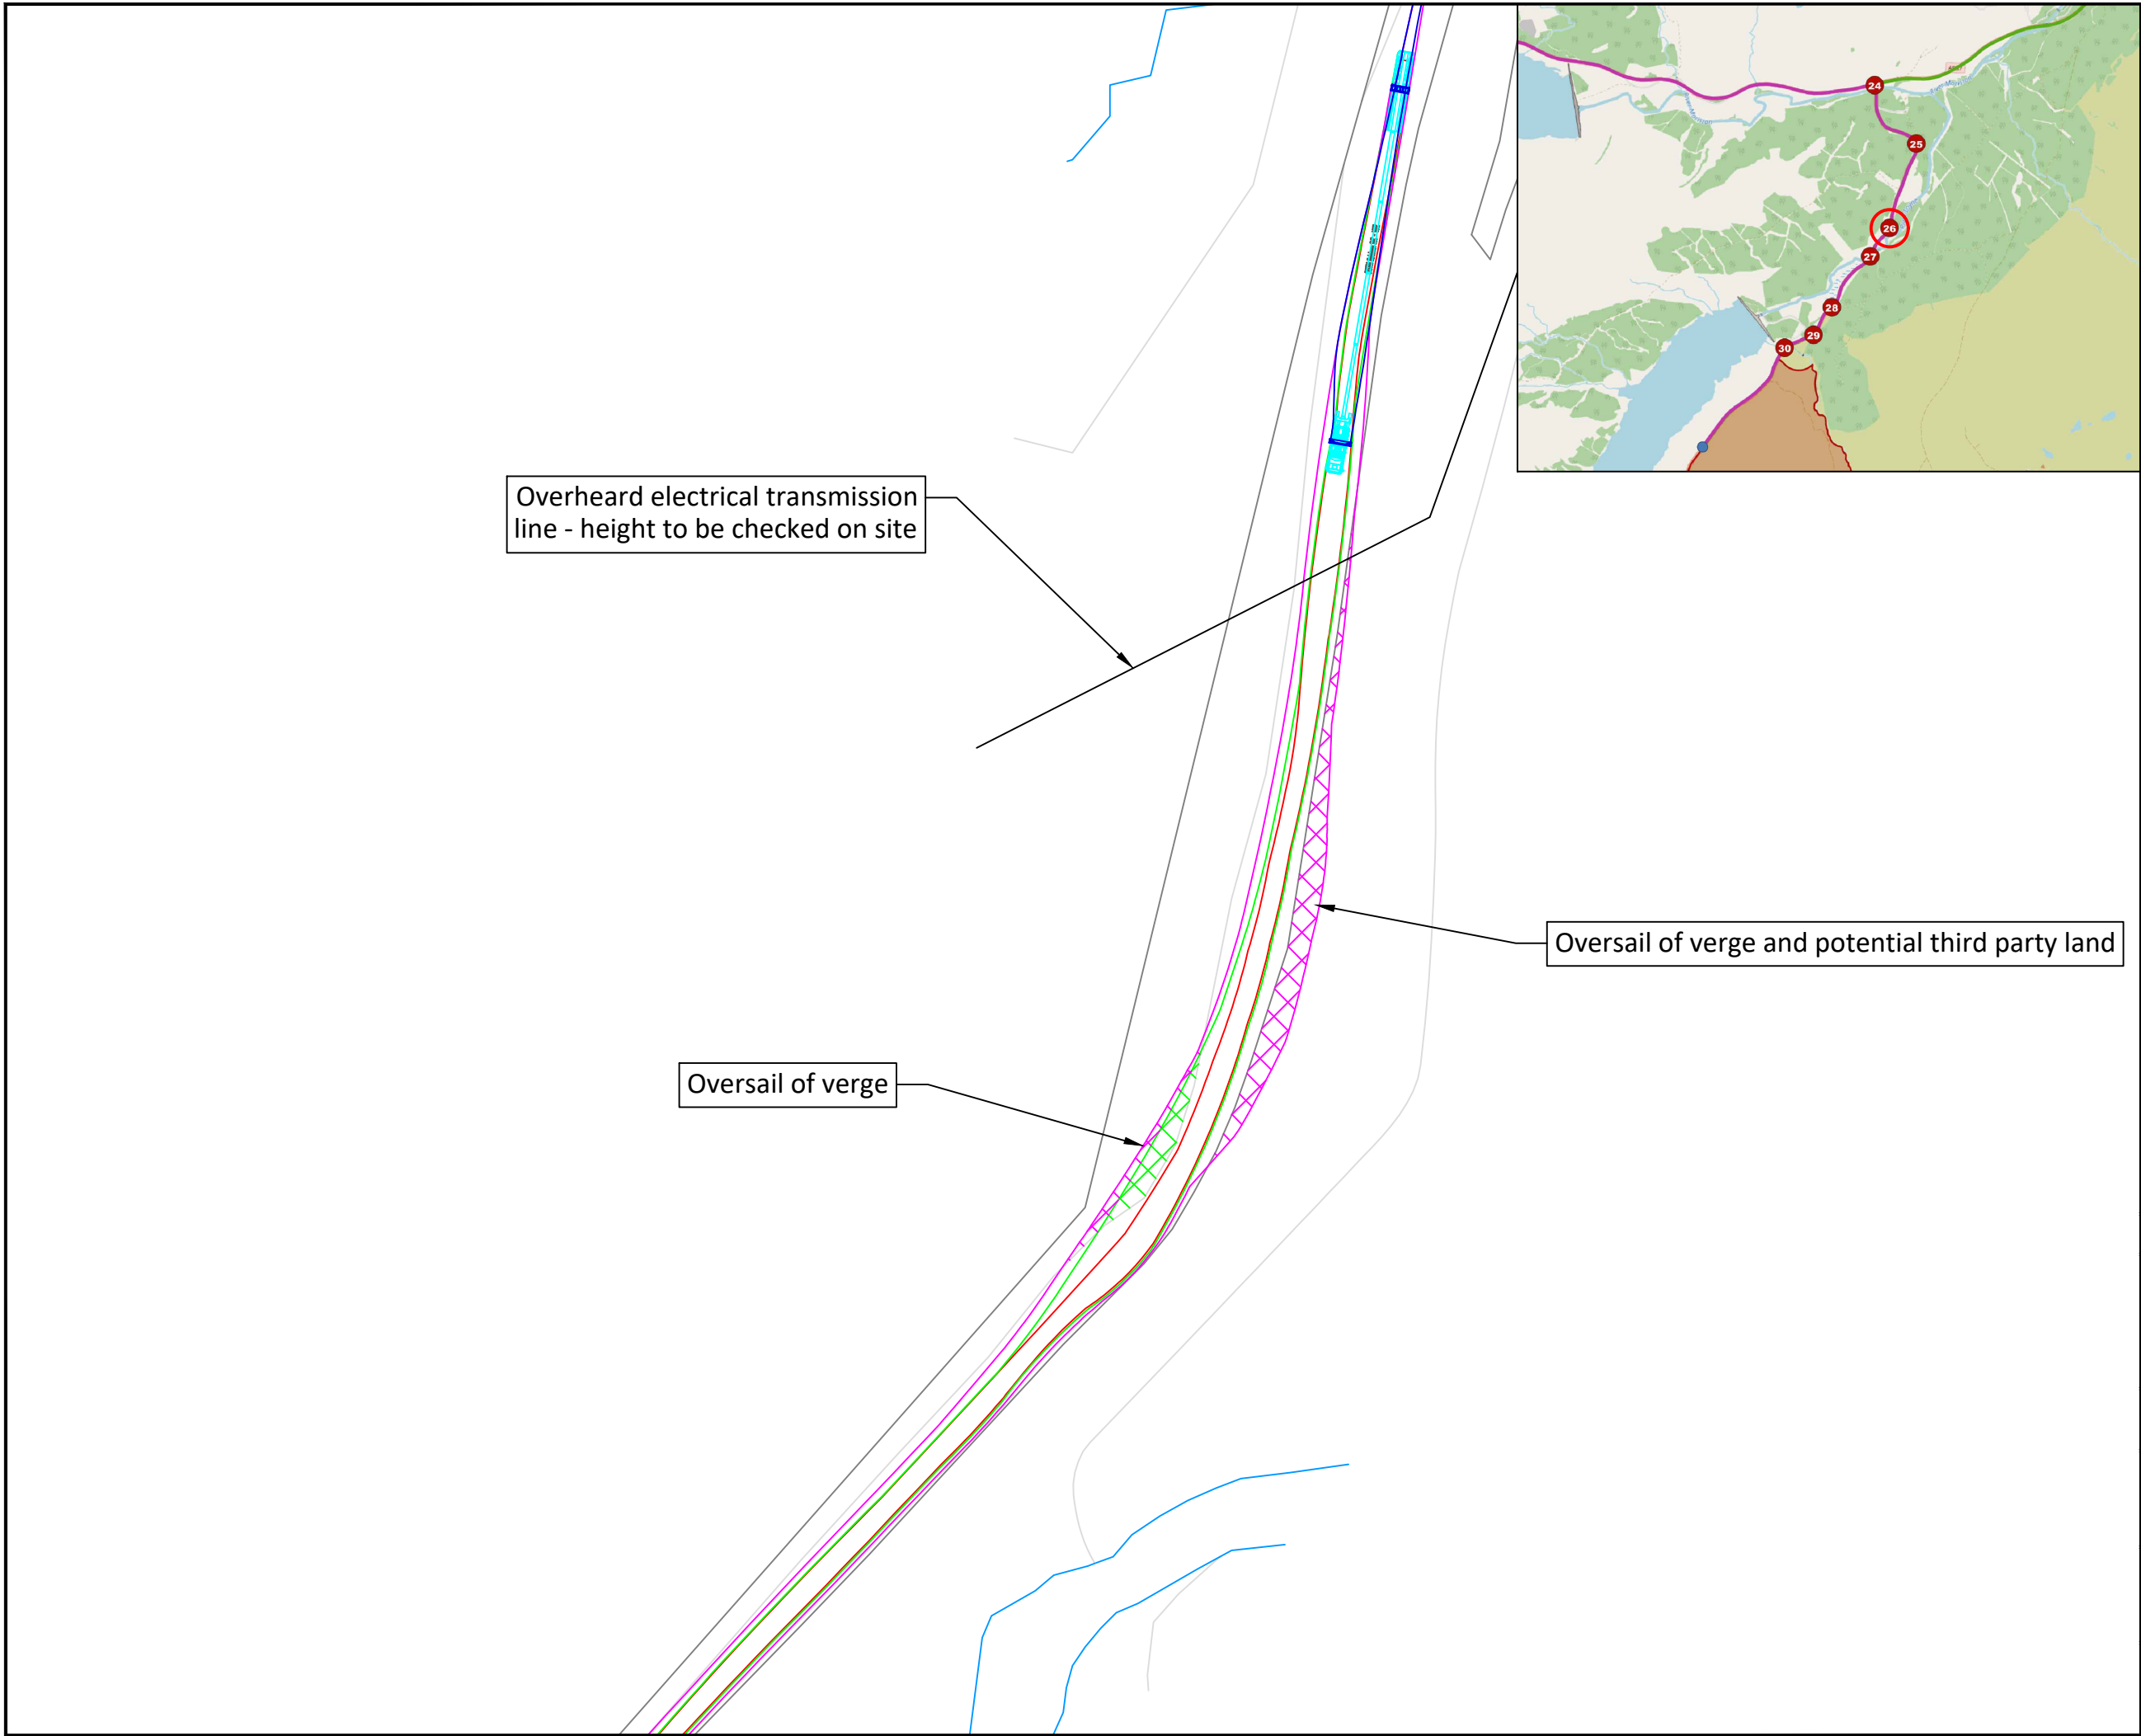 24
25
26
27
28
29
30
Overheard electrical transmission
line - height to be checked on site
Oversail of verge and potential third party land
Oversail of verge